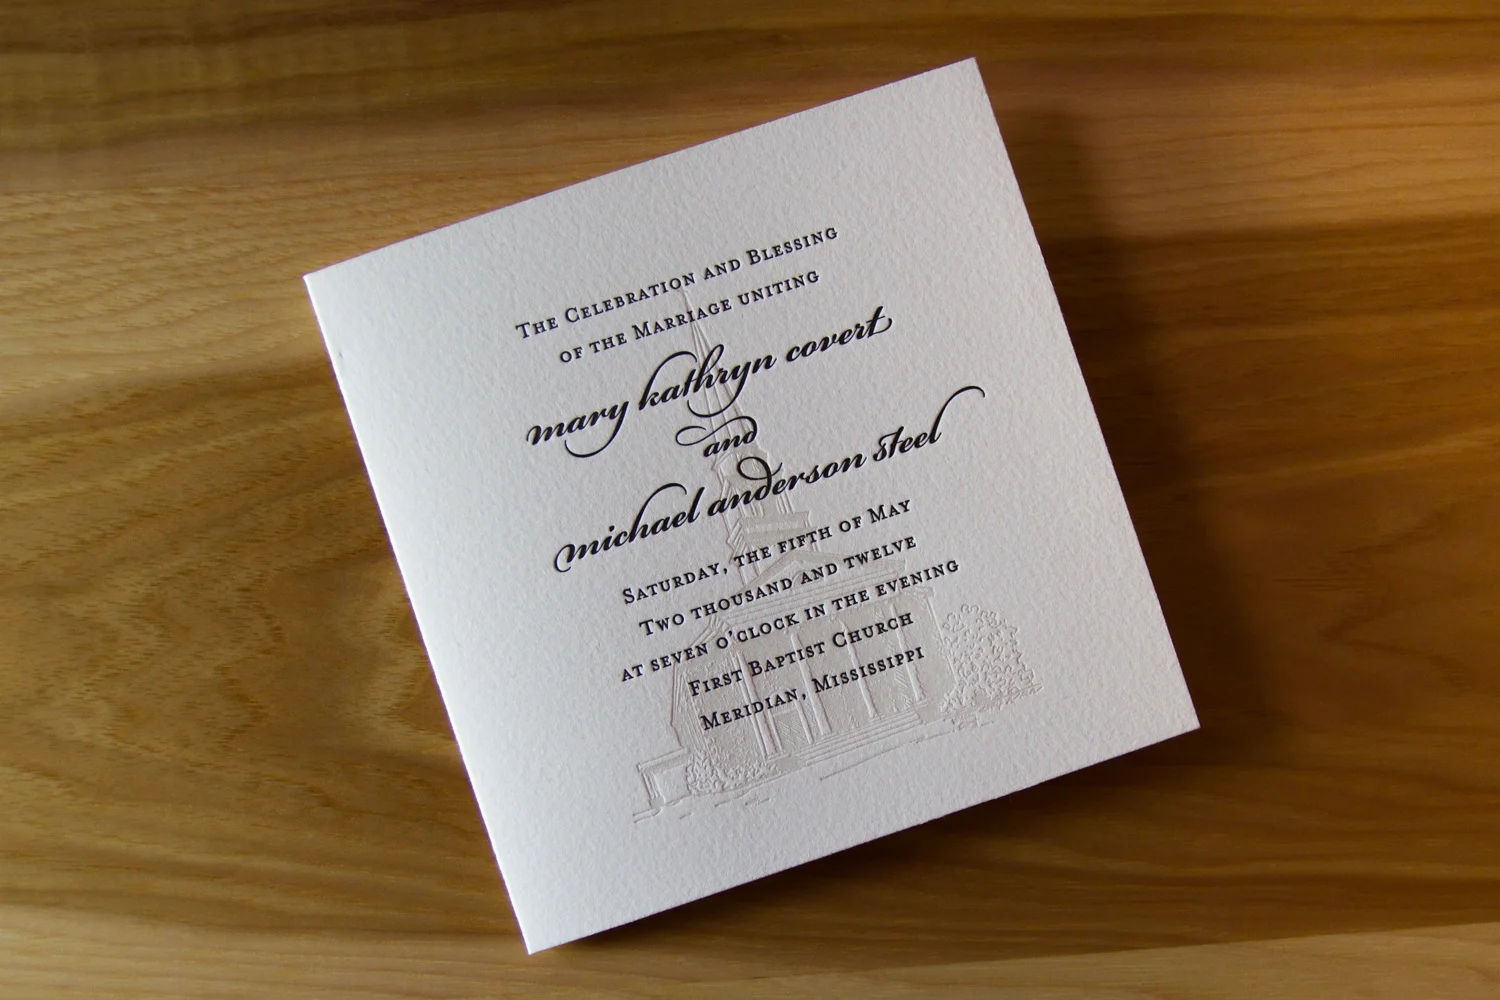 The Celebration and Blessing
of the Marriage uniting
mary kathryn covert
and
michael anderson steel
Saturday, the fifth of May
Two thousand and twelve
at seven o'clock in the evening
First Baptist Church
Meridian, Mississippi